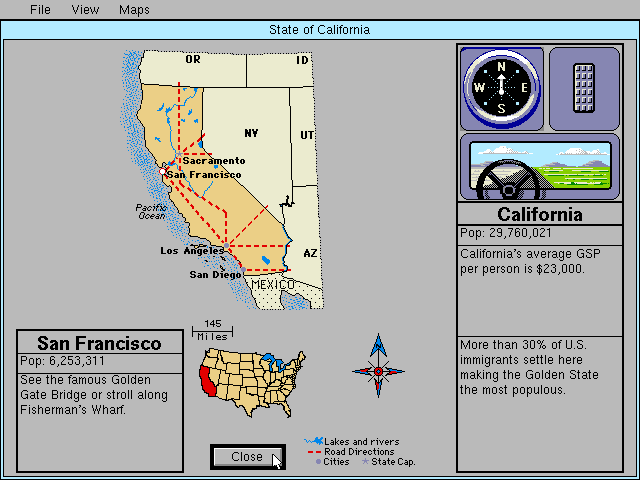 File View Maps
State of California
OR
ID
NY
UT
Sacramento
San Francisco
Pacific
Ocean
Los Angeles
AZ
San Diego
MEXICO
N
W E
S
California
Pop: 29,760,021
California's average GSP
per person is $23,000.
More than 30% of U.S.
immigrants settle here
making the Golden State
the most populous.
San Francisco
Pop: 6,253,311
See the famous Golden
Gate Bridge or stroll along
Fisherman's Wharf.
145
Miles
N
Lakes and rivers
Road Directions
Cities State Cap.
Close